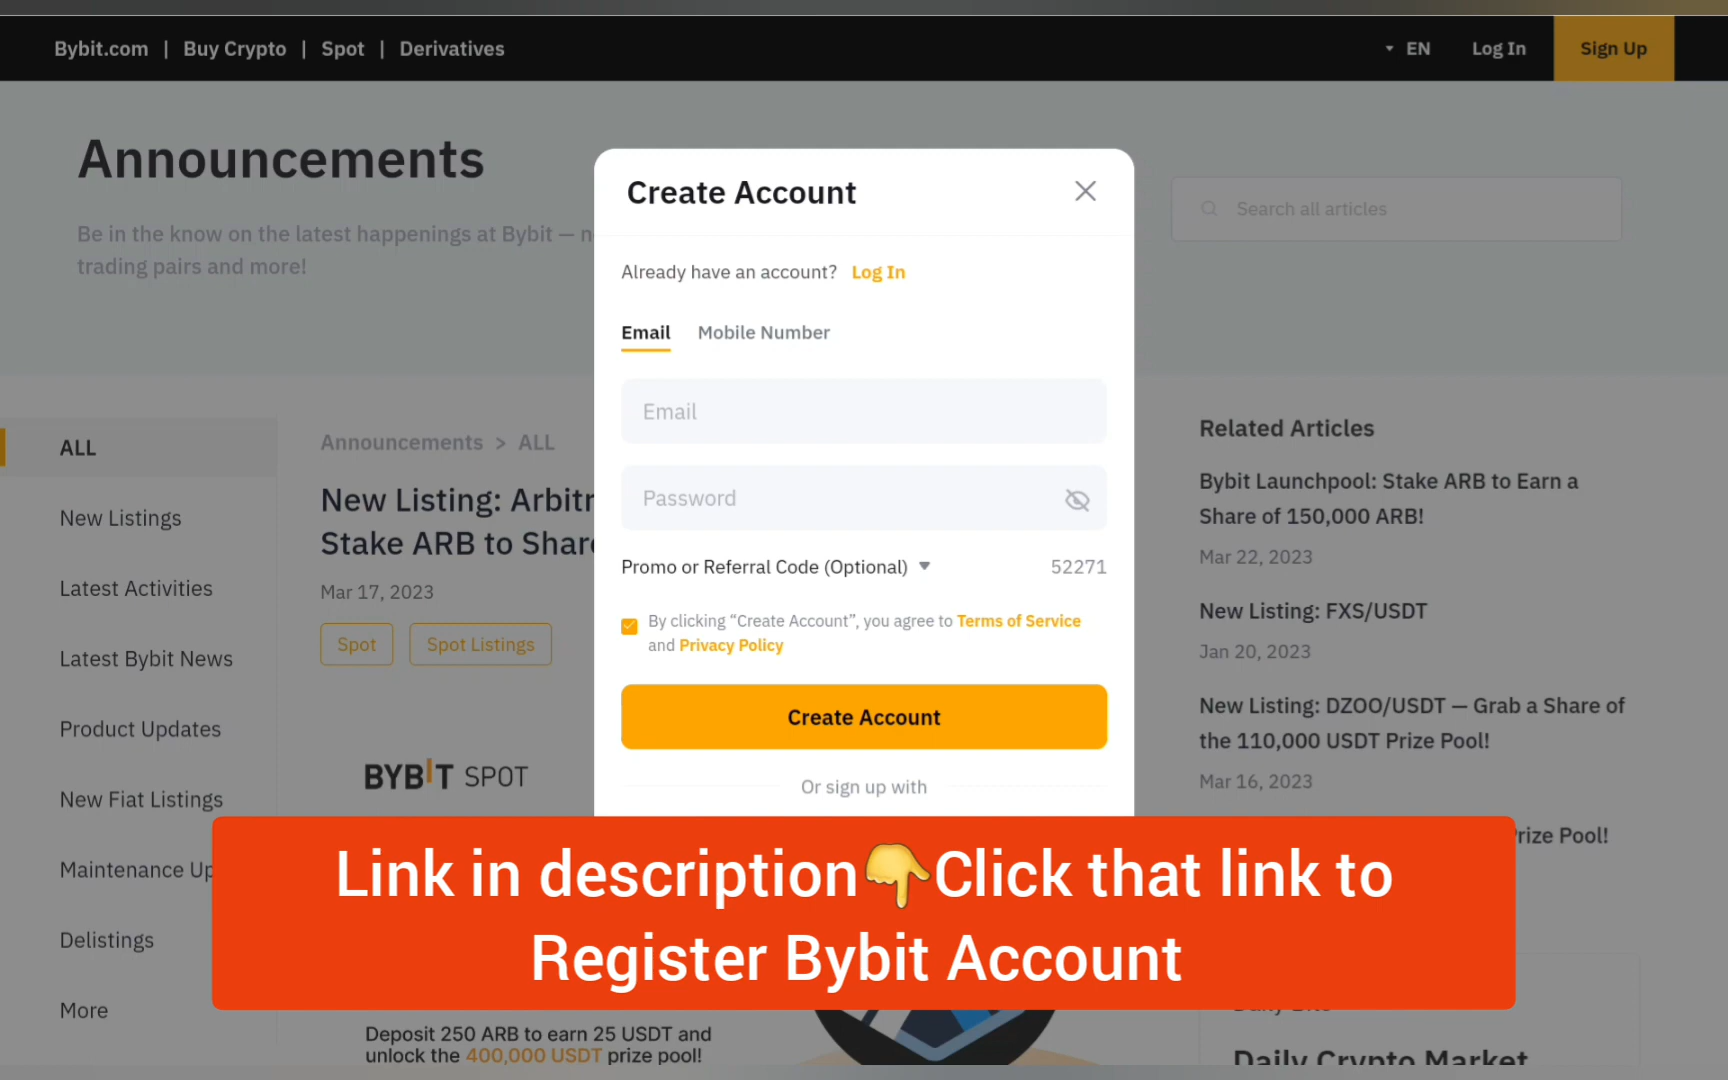 Bybit.com | Buy Crypto | Spot | Derivatives
EN Log In Sign Up
Announcements
Be in the know on the latest happenings at Bybit — n
trading pairs and more!
Search all articles
Create Account
Already have an account? Log In
Email Mobile Number
Email
Password
Promo or Referral Code (Optional) 52271
By clicking “Create Account”, you agree to Terms of Service
and Privacy Policy
Create Account
Or sign up with
ALL
New Listings
Latest Activities
Latest Bybit News
Product Updates
New Fiat Listings
Maintenance Up
Delistings
More
Announcements > ALL
New Listing: Arbitr
Stake ARB to Share
Mar 17, 2023
Spot Spot Listings
BYBIT SPOT
Related Articles
Bybit Launchpool: Stake ARB to Earn a
Share of 150,000 ARB!
Mar 22, 2023
New Listing: FXS/USDT
Jan 20, 2023
New Listing: DZOO/USDT — Grab a Share of
the 110,000 USDT Prize Pool!
Mar 16, 2023
Prize Pool!
Link in description👇Click that link to
Register Bybit Account
Deposit 250 ARB to earn 25 USDT and
unlock the 400,000 USDT prize pool!
Daily Crypto Market